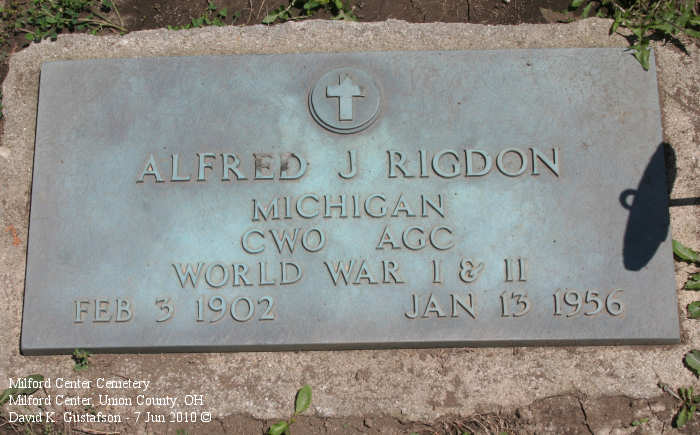 ALFRED J RIGDON
MICHIGAN
CWO AGC
WORLD WAR I & II
FEB 3 1902 JAN 13 1956
Milford Center Cemetery
Milford Center, Union County, OH
David K. Gustafson - 7 Jun 2010 ©